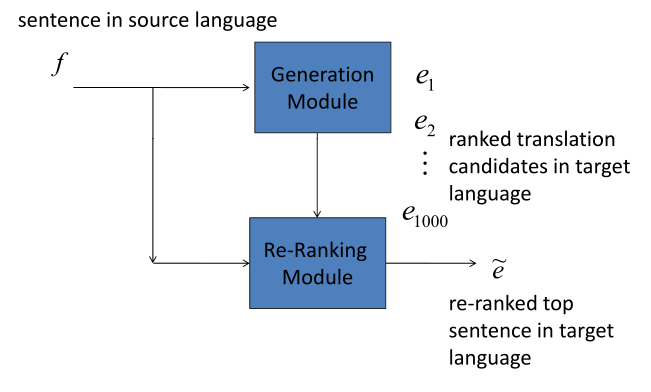 sentence in source language
f
Generation
Module
e₁
e₂
⋮
e₁₀₀₀
ranked translation
candidates in target
language
Re-Ranking
Module
ẽ
re-ranked top
sentence in target
language